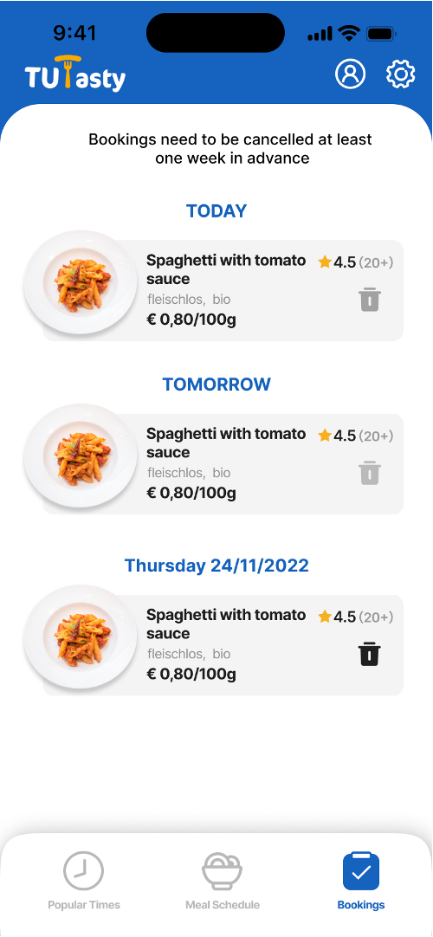 9:41
TUTasty
Bookings need to be cancelled at least
one week in advance
TODAY
Spaghetti with tomato
sauce
4.5 (20+)
fleischlos, bio
€ 0,80/100g
TOMORROW
Spaghetti with tomato
sauce
4.5 (20+)
fleischlos, bio
€ 0,80/100g
Thursday 24/11/2022
Spaghetti with tomato
sauce
4.5 (20+)
fleischlos, bio
€ 0,80/100g
Popular Times
Meal Schedule
Bookings